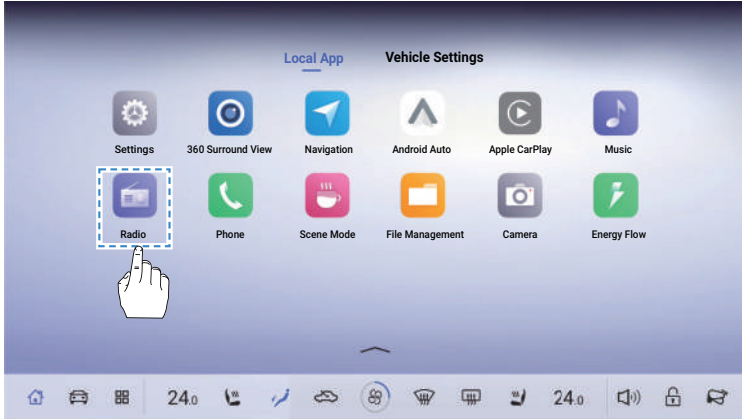 Local App Vehicle Settings
Settings 360 Surround View Navigation Android Auto Apple CarPlay Music
Radio Phone Scene Mode File Management Camera Energy Flow
24.0 24.0